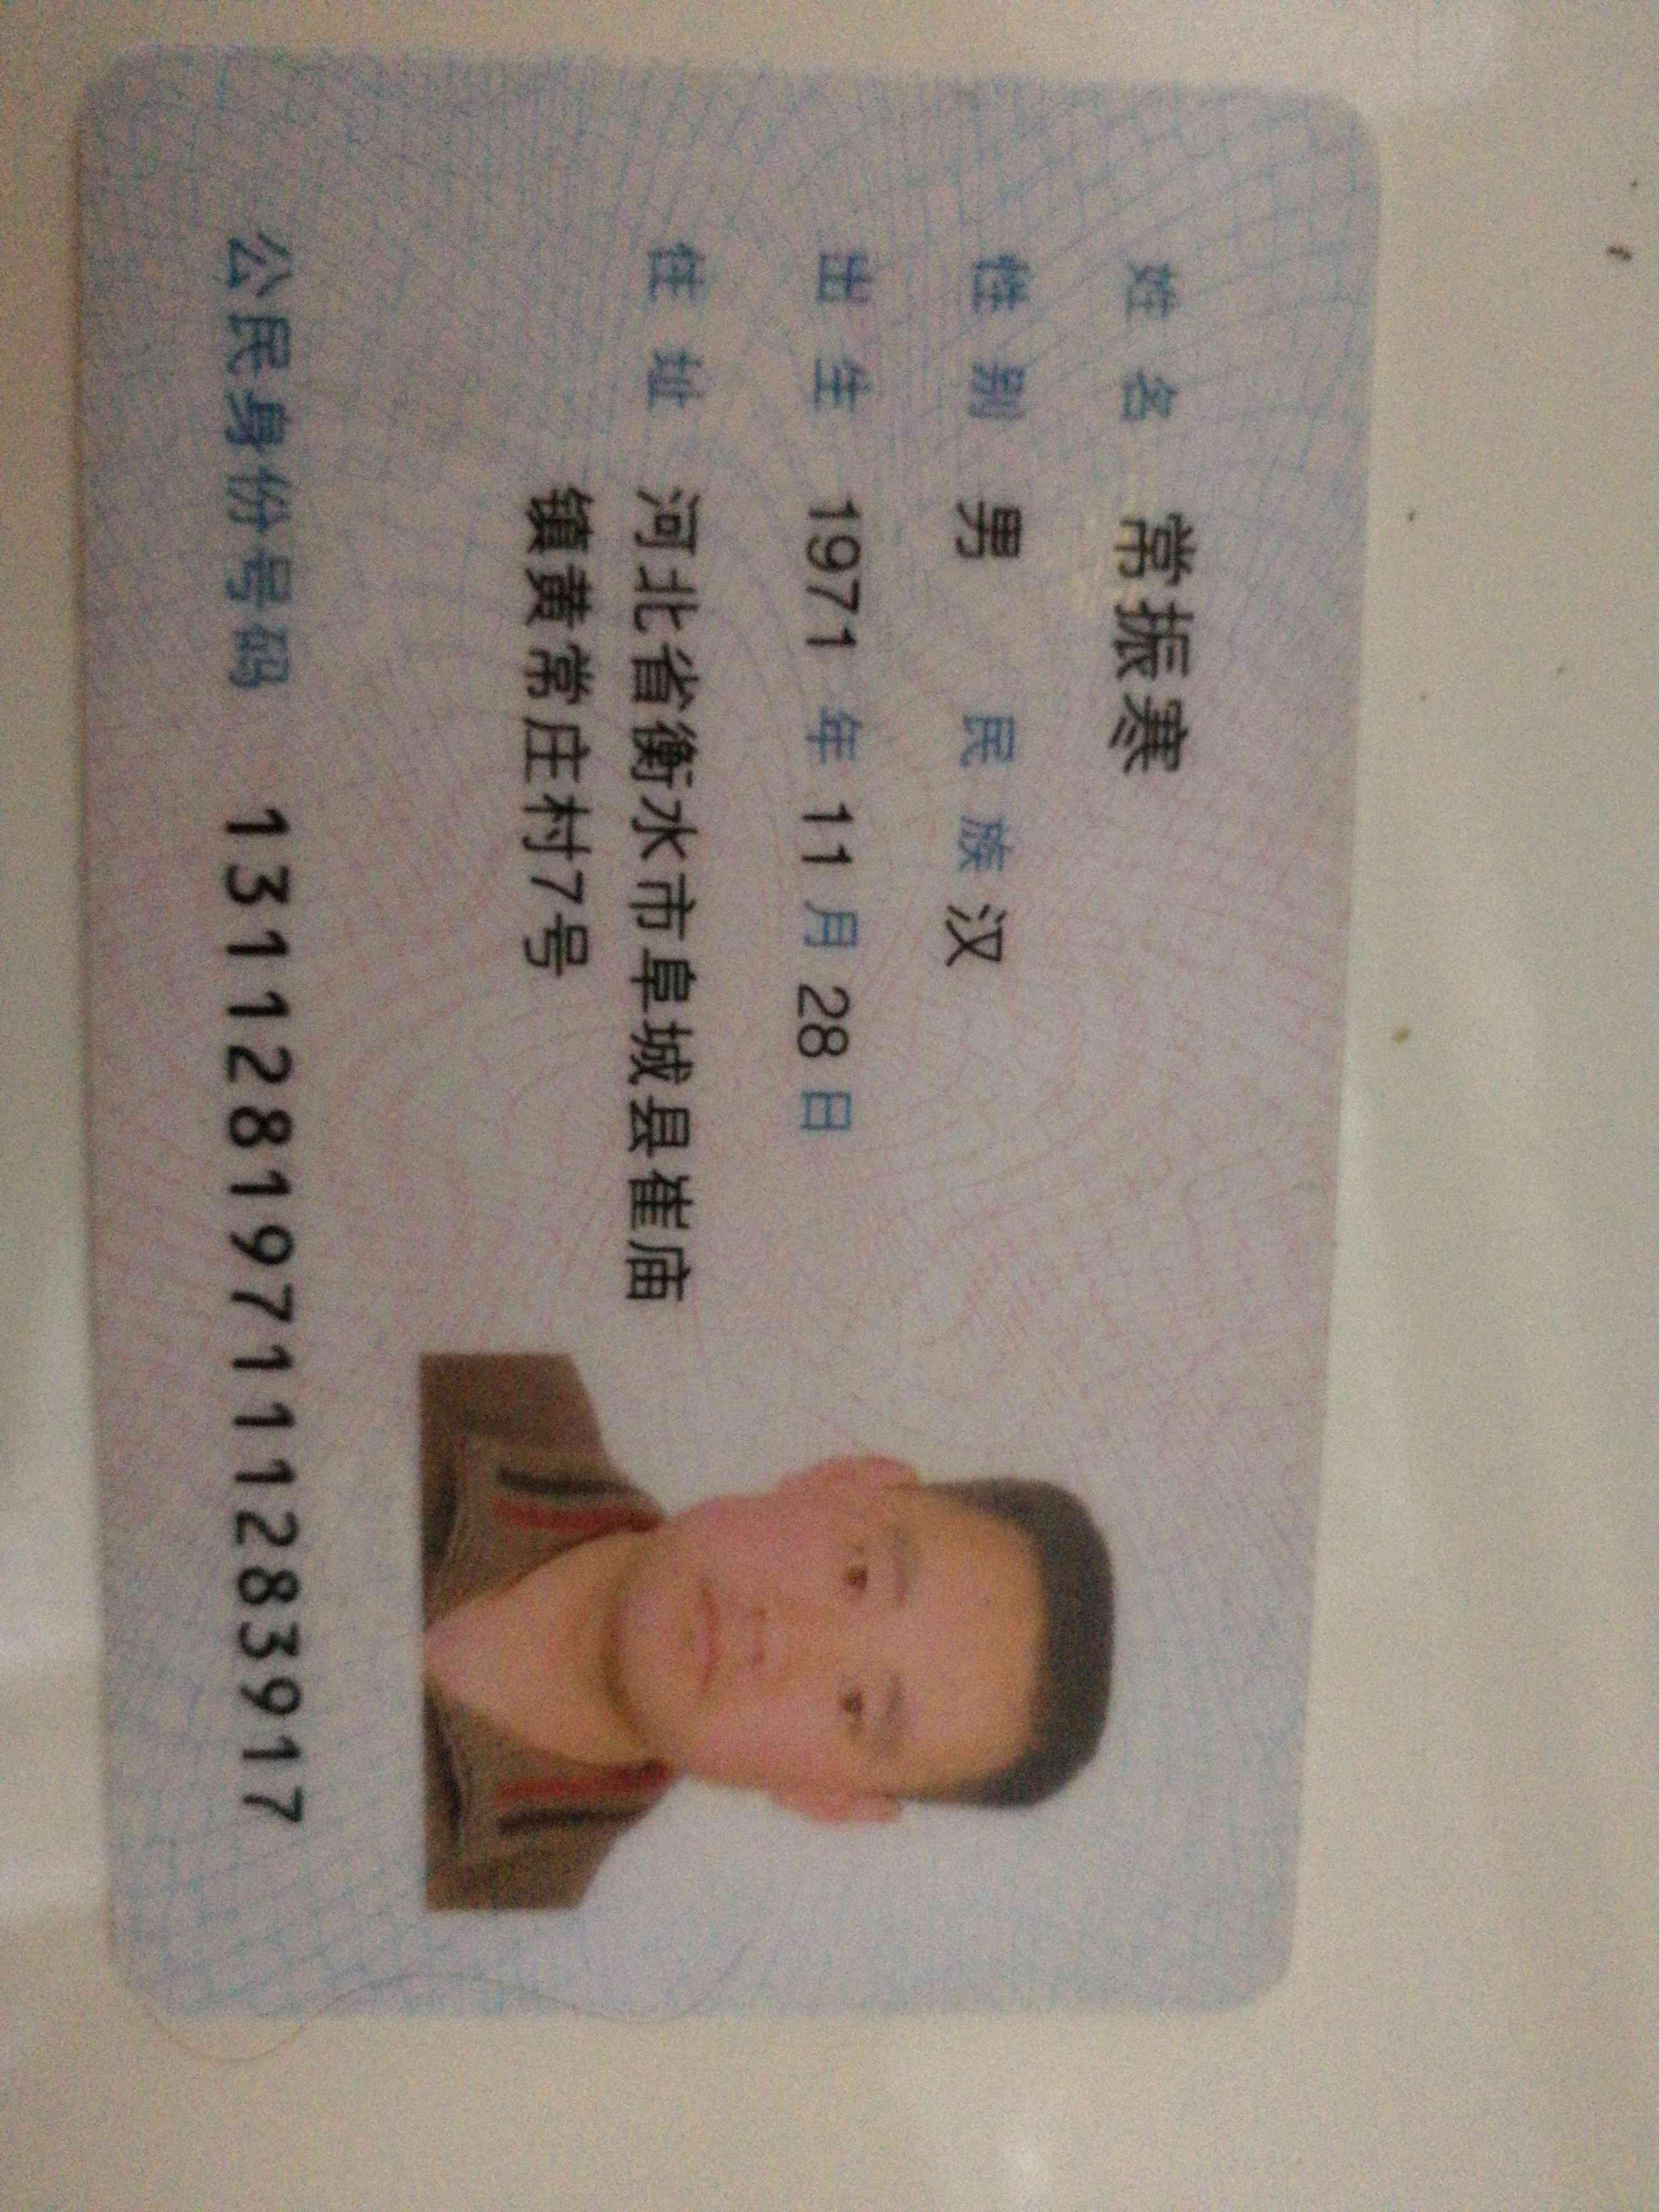 姓名 常振寒
性别 男 民族 汉
出生 1971 年 11 月 28 日
住址 河北省衡水市阜城县崔庙
镇黄常庄村7号
公民身份号码 131128197111283917